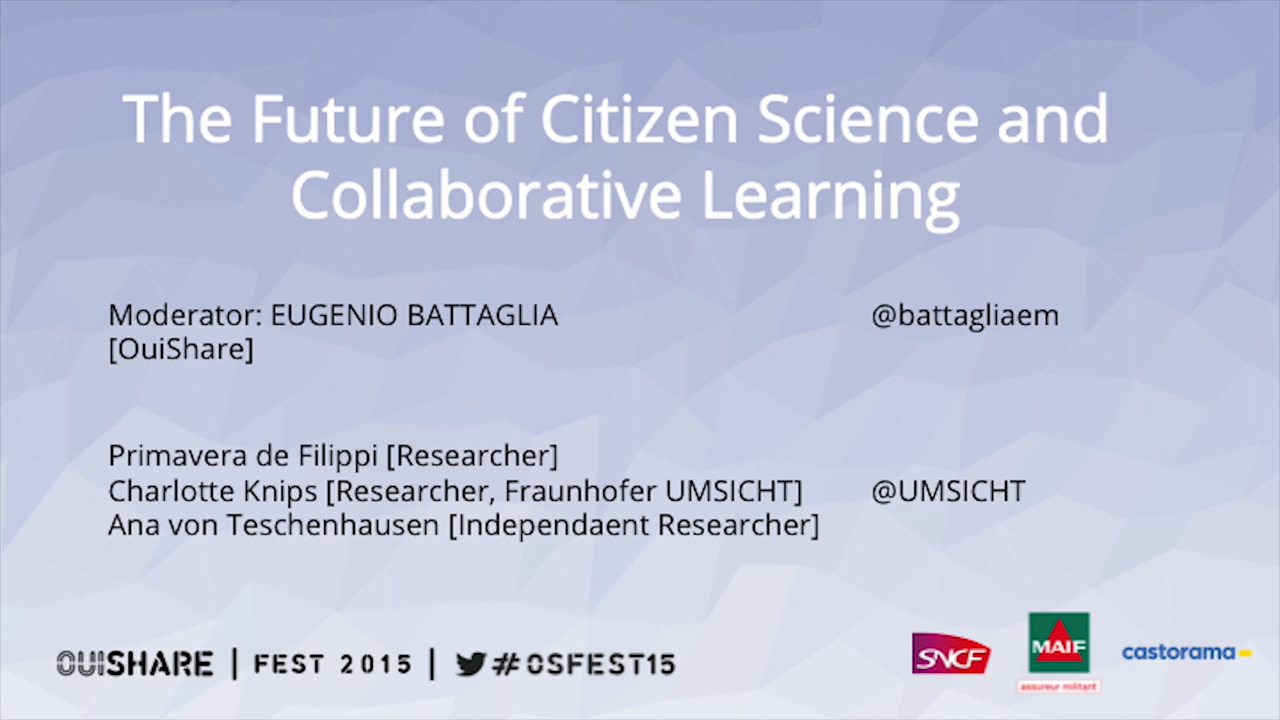 The Future of Citizen Science and
Collaborative Learning
Moderator: EUGENIO BATTAGLIA @battagliaem
[OuiShare]
Primavera de Filippi [Researcher]
Charlotte Knips [Researcher, Fraunhofer UMSICHT] @UMSICHT
Ana von Teschenhausen [Independaent Researcher]
OUISHARE | FEST 2015 | #OSFEST15
SNCF
MAIF
assureur militant
castorama